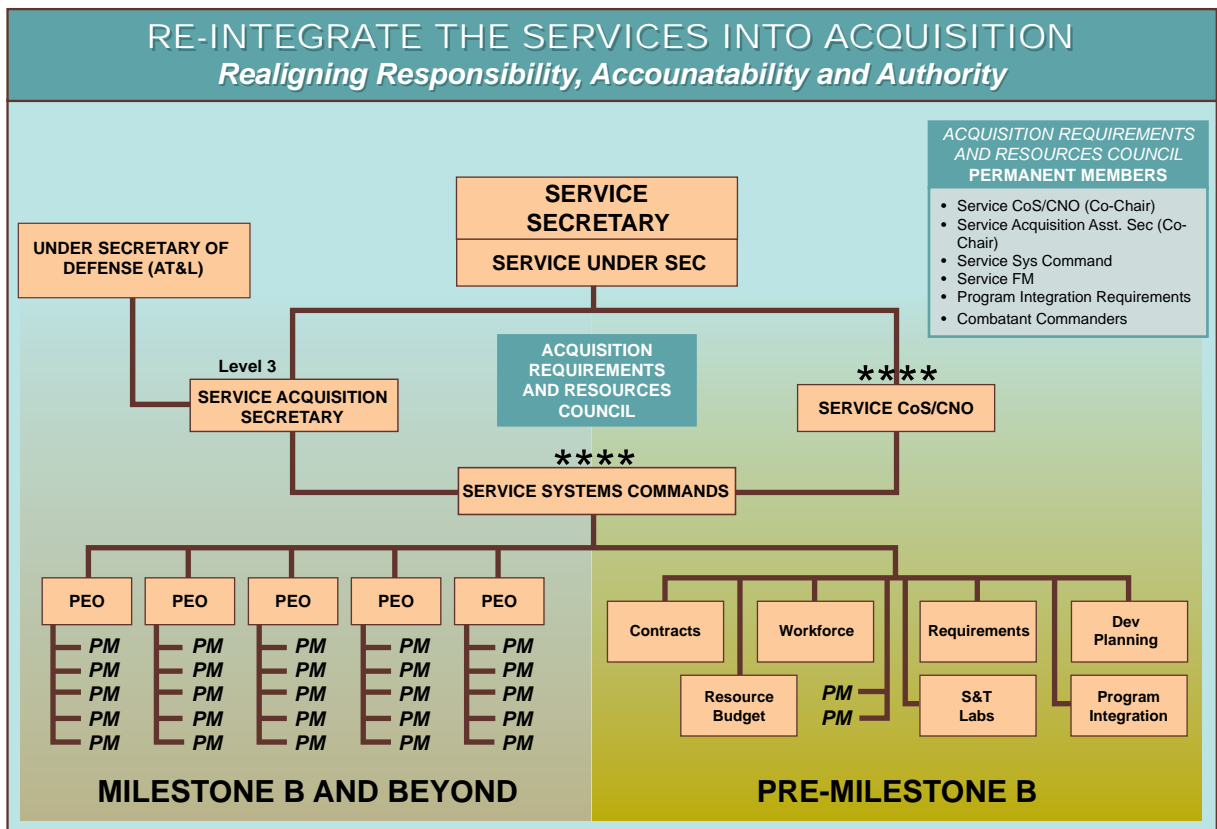 RE-INTEGRATE THE SERVICES INTO ACQUISITION
Realigning Responsibility, Accounatability and Authority
ACQUISITION REQUIREMENTS
AND RESOURCES COUNCIL
PERMANENT MEMBERS
• Service CoS/CNO (Co-Chair)
• Service Acquisition Asst. Sec (Co-
Chair)
• Service Sys Command
• Service FM
• Program Integration Requirements
• Combatant Commanders
SERVICE
SECRETARY
SERVICE UNDER SEC
UNDER SECRETARY OF
DEFENSE (AT&L)
Level 3
SERVICE ACQUISITION
SECRETARY
ACQUISITION
REQUIREMENTS
AND RESOURCES
COUNCIL
****
SERVICE CoS/CNO
****
SERVICE SYSTEMS COMMANDS
PEO
PM
PM
PM
PM
PM
PEO
PM
PM
PM
PM
PM
PEO
PM
PM
PM
PM
PM
PEO
PM
PM
PM
PM
PM
PEO
PM
PM
PM
PM
PM
Contracts
Workforce
Requirements
Dev
Planning
Resource
Budget
PM
PM
S&T
Labs
Program
Integration
MILESTONE B AND BEYOND
PRE-MILESTONE B